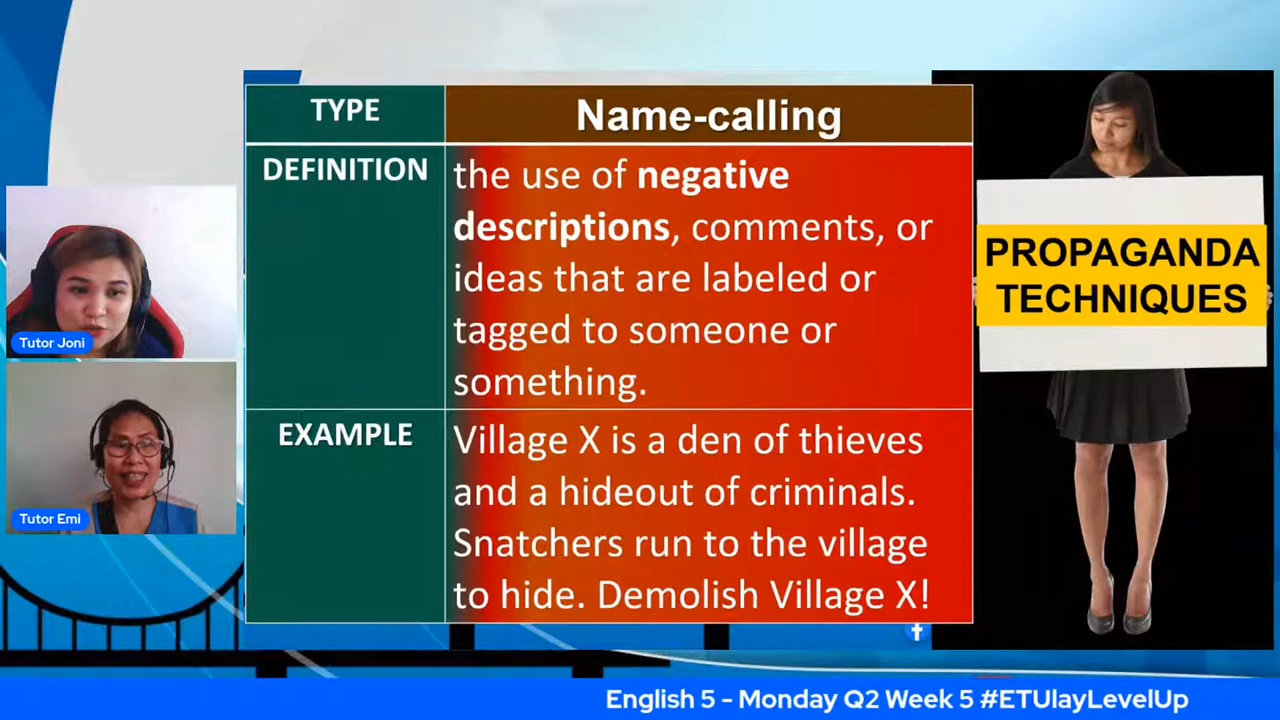 TYPE
Name-calling
DEFINITION
the use of negative
descriptions, comments, or
ideas that are labeled or
tagged to someone or
something.
EXAMPLE
Village X is a den of thieves
and a hideout of criminals.
Snatchers run to the village
to hide. Demolish Village X!
PROPAGANDA
TECHNIQUES
Tutor Joni
Tutor Emi
English 5 - Monday Q2 Week 5 #ETUlayLevelUp